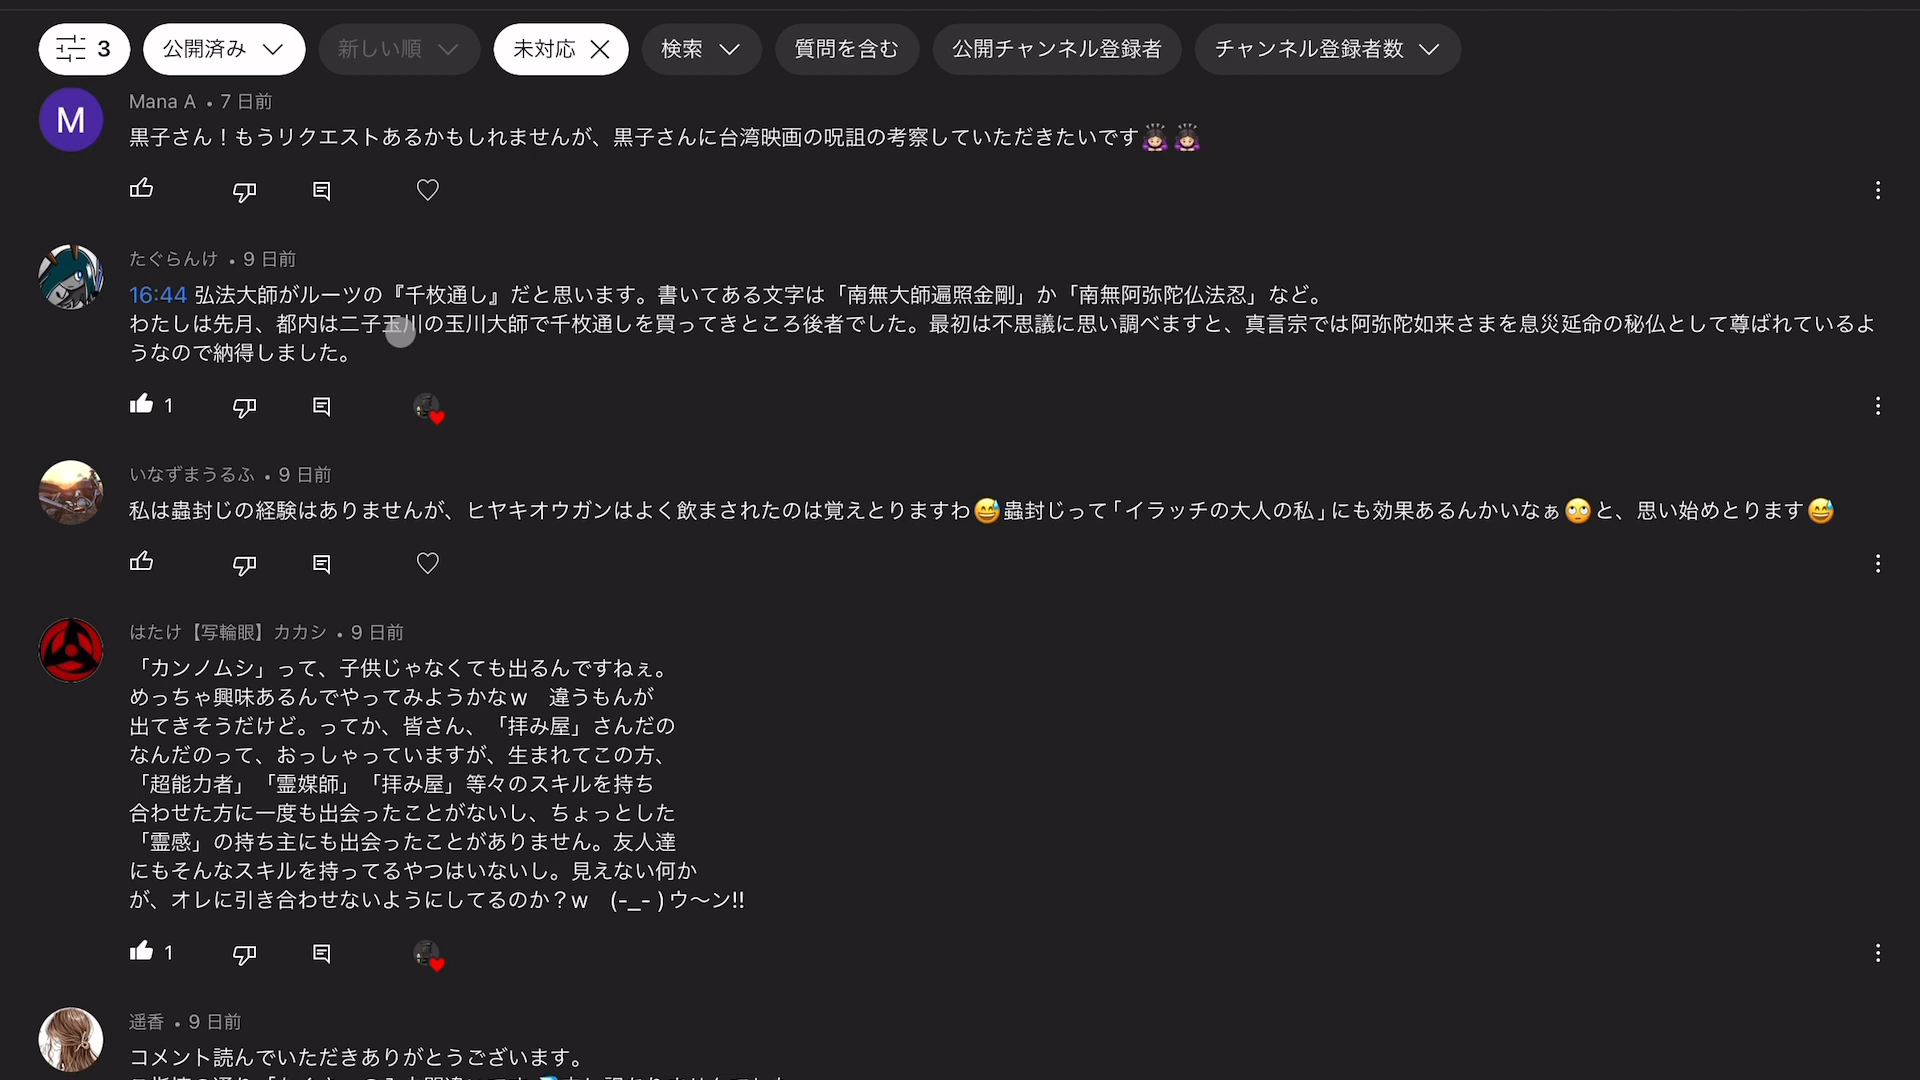 3 公開済み 新しい順 未対応 検索 質問を含む 公開チャンネル登録者 チャンネル登録者数
M
Mana A • 7 日前
黒子さん！もうリクエストあるかもしれませんが、黒子さんに台湾映画の呪詛の考察していただきたいです🙇🏻‍♀️🙇🏻‍♀️
たぐらんけ • 9 日前
16:44 弘法大師がルーツの『千枚通し』だと思います。書いてある文字は「南無大師遍照金剛」か「南無阿弥陀仏法忍」など。
わたしは先月、都内は二子玉川の玉川大師で千枚通しを買ってきところ後者でした。最初は不思議に思い調べますと、真言宗では阿弥陀如来さまを息災延命の秘仏として尊ばれているよ
うなので納得しました。
1
いなずまうるふ • 9 日前
私は蟲封じの経験はありませんが、ヒヤキオウガンはよく飲まされたのは覚えとりますわ😅蟲封じって｢イラッチの大人の私｣にも効果あるんかいなぁ🙄と、思い始めとります😅
はたけ【写輪眼】カカシ • 9 日前
「カンノムシ」って、子供じゃなくても出るんですねぇ。
めっちゃ興味あるんでやってみようかなｗ　違うもんが
出てきそうだけど。ってか、皆さん、「拝み屋」さんだの
なんだのって、おっしゃっていますが、生まれてこの方、
「超能力者」「霊媒師」「拝み屋」等々のスキルを持ち
合わせた方に一度も出会ったことがないし、ちょっとした
「霊感」の持ち主にも出会ったことがありません。友人達
にもそんなスキルを持ってるやつはいないし。見えない何か
が、オレに引き合わせないようにしてるのか？w　(-_- ) ウ〜ン!!
1
遥香 • 9 日前
コメント読んでいただきありがとうございます。